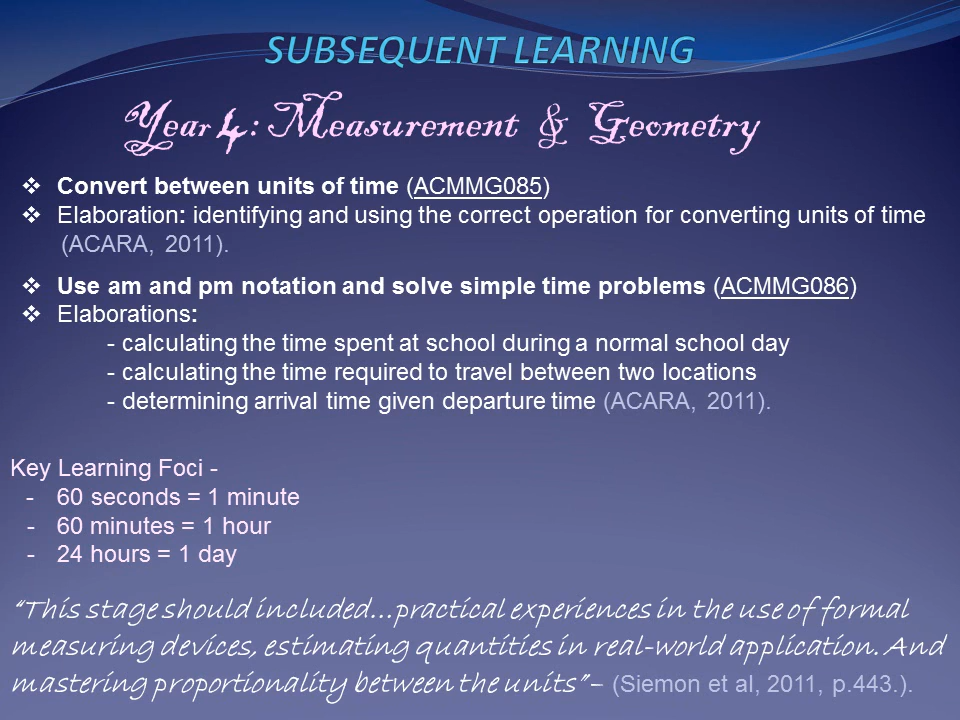 SUBSEQUENT LEARNING
Year 4: Measurement & Geometry
❖ Convert between units of time (ACMMG085)
❖ Elaboration: identifying and using the correct operation for converting units of time
(ACARA, 2011).
❖ Use am and pm notation and solve simple time problems (ACMMG086)
❖ Elaborations:
- calculating the time spent at school during a normal school day
- calculating the time required to travel between two locations
- determining arrival time given departure time (ACARA, 2011).
Key Learning Foci -
- 60 seconds = 1 minute
- 60 minutes = 1 hour
- 24 hours = 1 day
“This stage should included...practical experiences in the use of formal
measuring devices, estimating quantities in real-world application. And
mastering proportionality between the units” – (Siemon et al, 2011, p.443.).